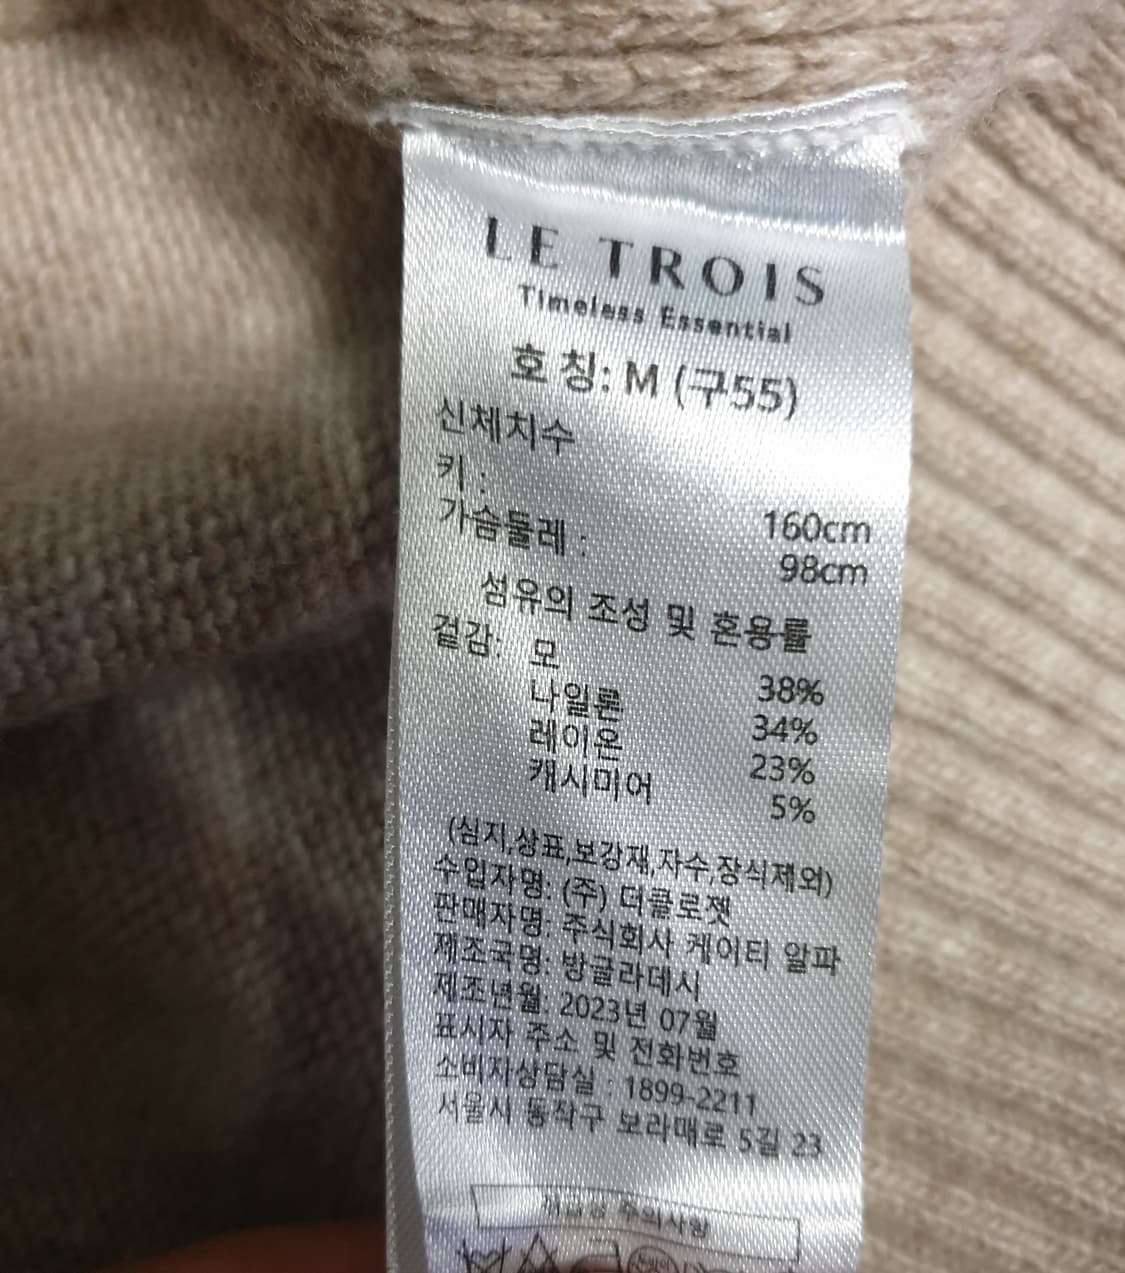 LE TROIS
Timeless Essential
호 칭: M (구55)
신체치수
키 : 160cm
가슴둘레 : 98cm
섬유의 조성 및 혼용률
겉감: 모 38%
나일론 34%
레이온 23%
캐시미어 5%
(심지,상표,보강재,자수,장식제외)
수입자명: (주) 더클로젯
판매자명: 주식회사 케이티 알파
제조국명: 방글라데시
제조년월: 2023년 07월
표시자 주소 및 전화번호
소비자상담실 : 1899-2211
서울시 동작구 보라매로 5길 23
취급상 주의사항